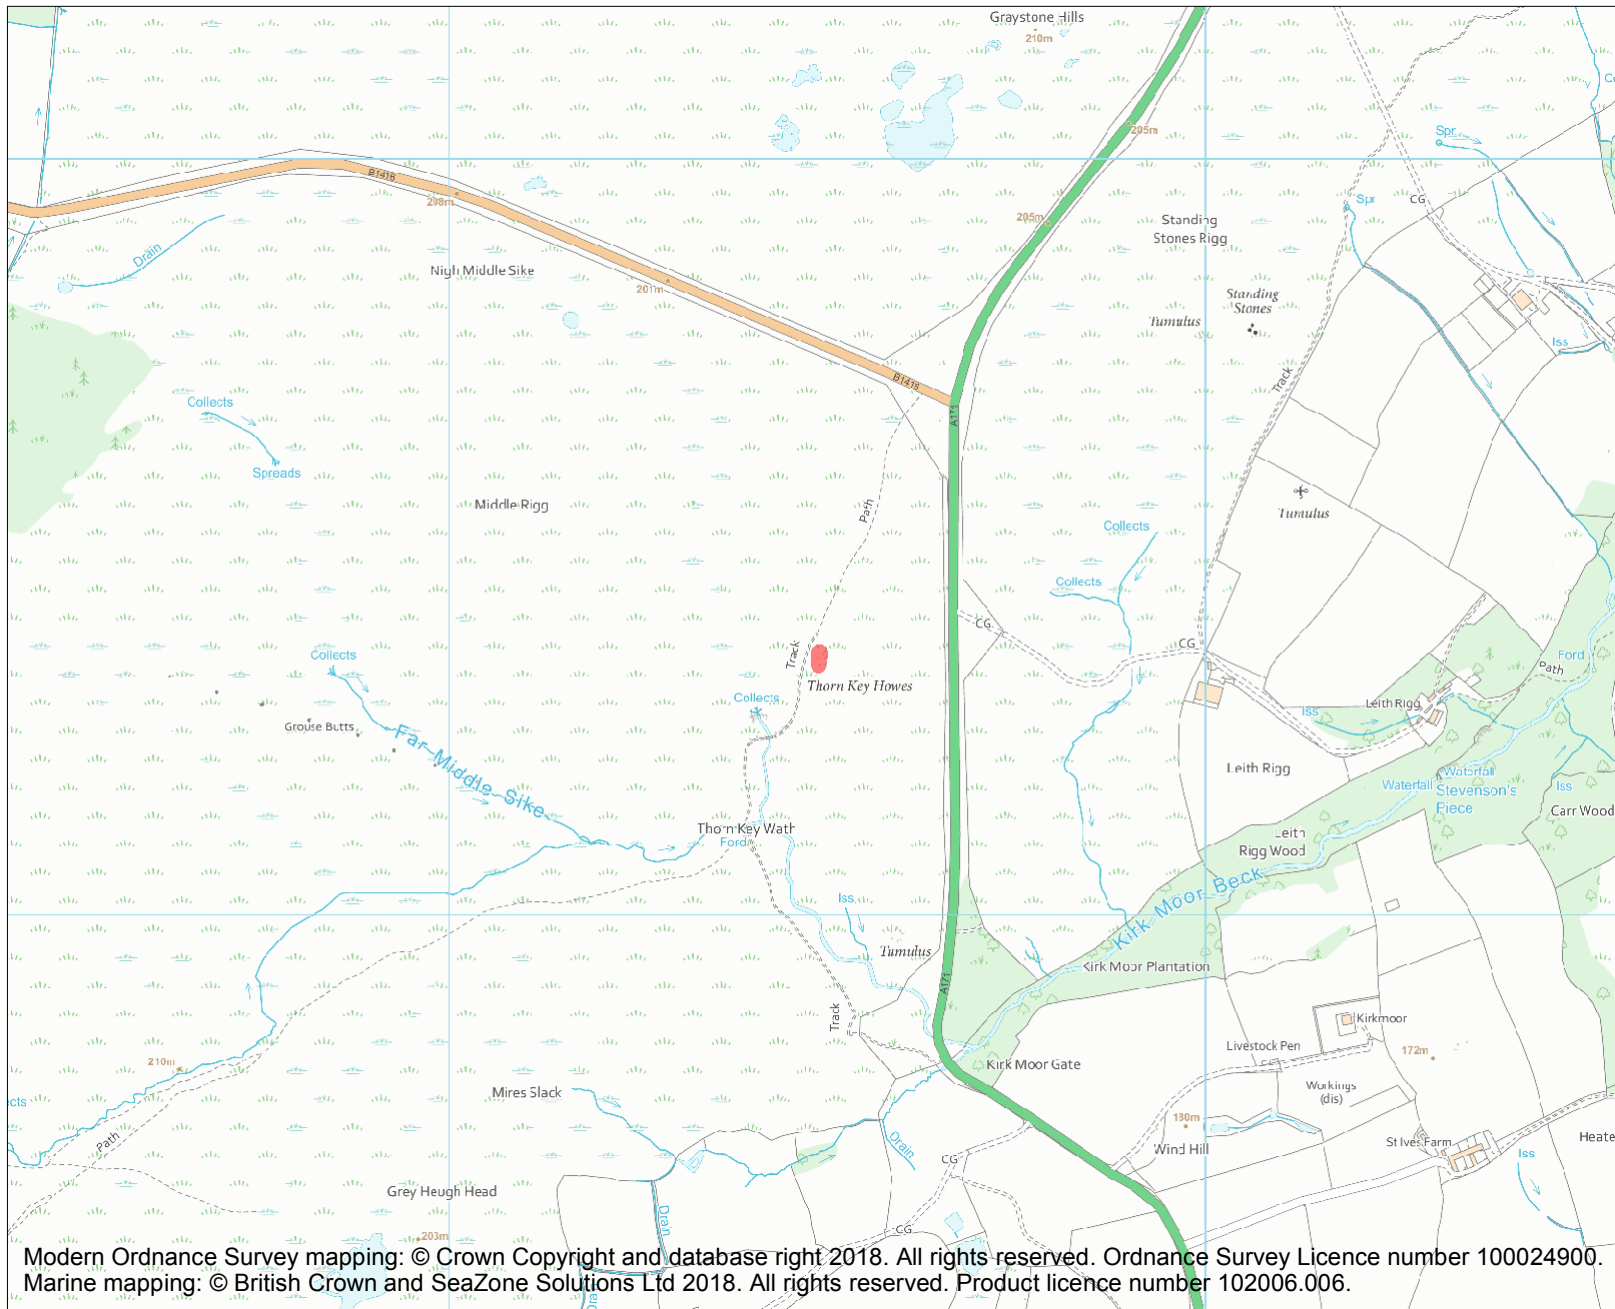 Graystone Hills
210m
205m
Spr
B1416
208m
Spr
CG
205m
Standing
Stones Rigg
Drain
Nigh Middle Sike
201m
Standing
Stones
Tumulus
Iss
B1416
Track
A171
Collects
Spreads
Middle Rigg
Path
Tumulus
Collects
Collects
CG
CG
Track
Collects
Ford
Path
Thorn Key Howes
Collects
Leith Rigg
Iss
Grouse Butts
Far Middle Sike
Leith Rigg
Waterfall
Waterfall
Stevenson's
Piece
Iss
Carr Wood
Thorn Key Wath
Ford
Leith
Rigg Wood
Kirk Moor Beck
Iss
Tumulus
Kirk Moor Plantation
A171
Track
Kirkmoor
Livestock Pen
172m
210m
Kirk Moor Gate
Mires Slack
Workings
(dis)
ects
Path
Drain
130m
Wind Hill
St Ives Farm
Heate
CG
Iss
Grey Heugh Head
Drain
CG
203m
Modern Ordnance Survey mapping: © Crown Copyright and database right 2018. All rights reserved. Ordnance Survey Licence number 100024900.
Marine mapping: © British Crown and SeaZone Solutions Ltd 2018. All rights reserved. Product licence number 102006.006.